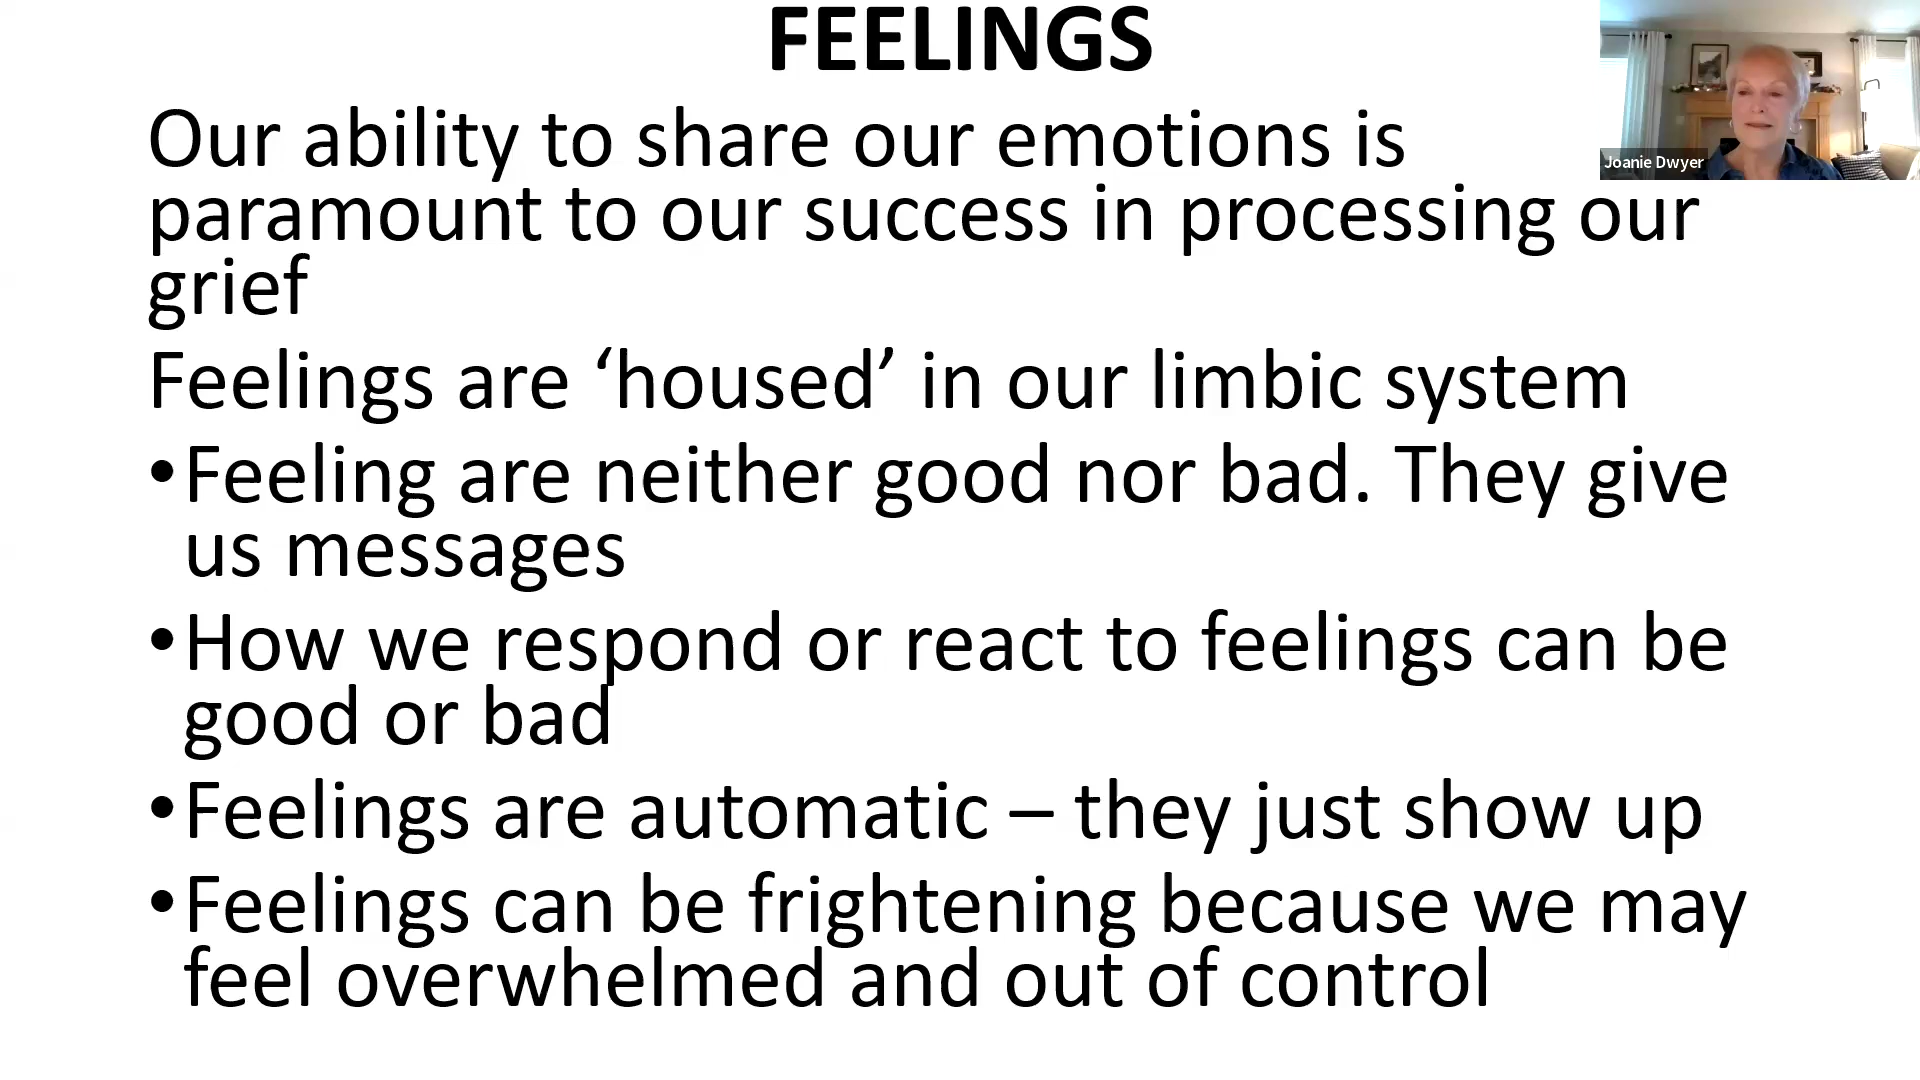 FEELINGS
Joanie Dwyer
Our ability to share our emotions is
paramount to our success in processing our
grief
Feelings are ‘housed’ in our limbic system
•Feeling are neither good nor bad. They give
us messages
•How we respond or react to feelings can be
good or bad
•Feelings are automatic – they just show up
•Feelings can be frightening because we may
feel overwhelmed and out of control